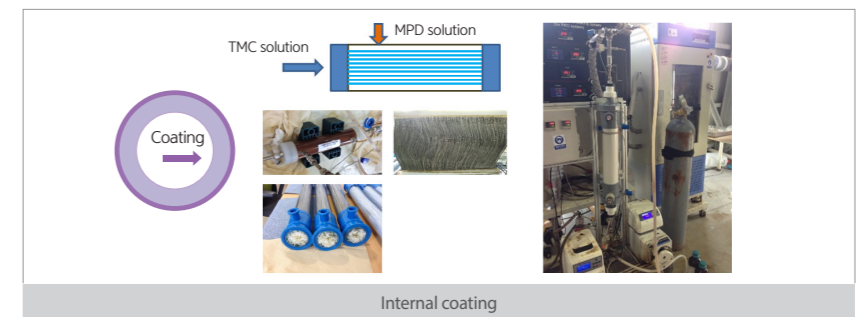 MPD solution
TMC solution
Coating
Internal coating